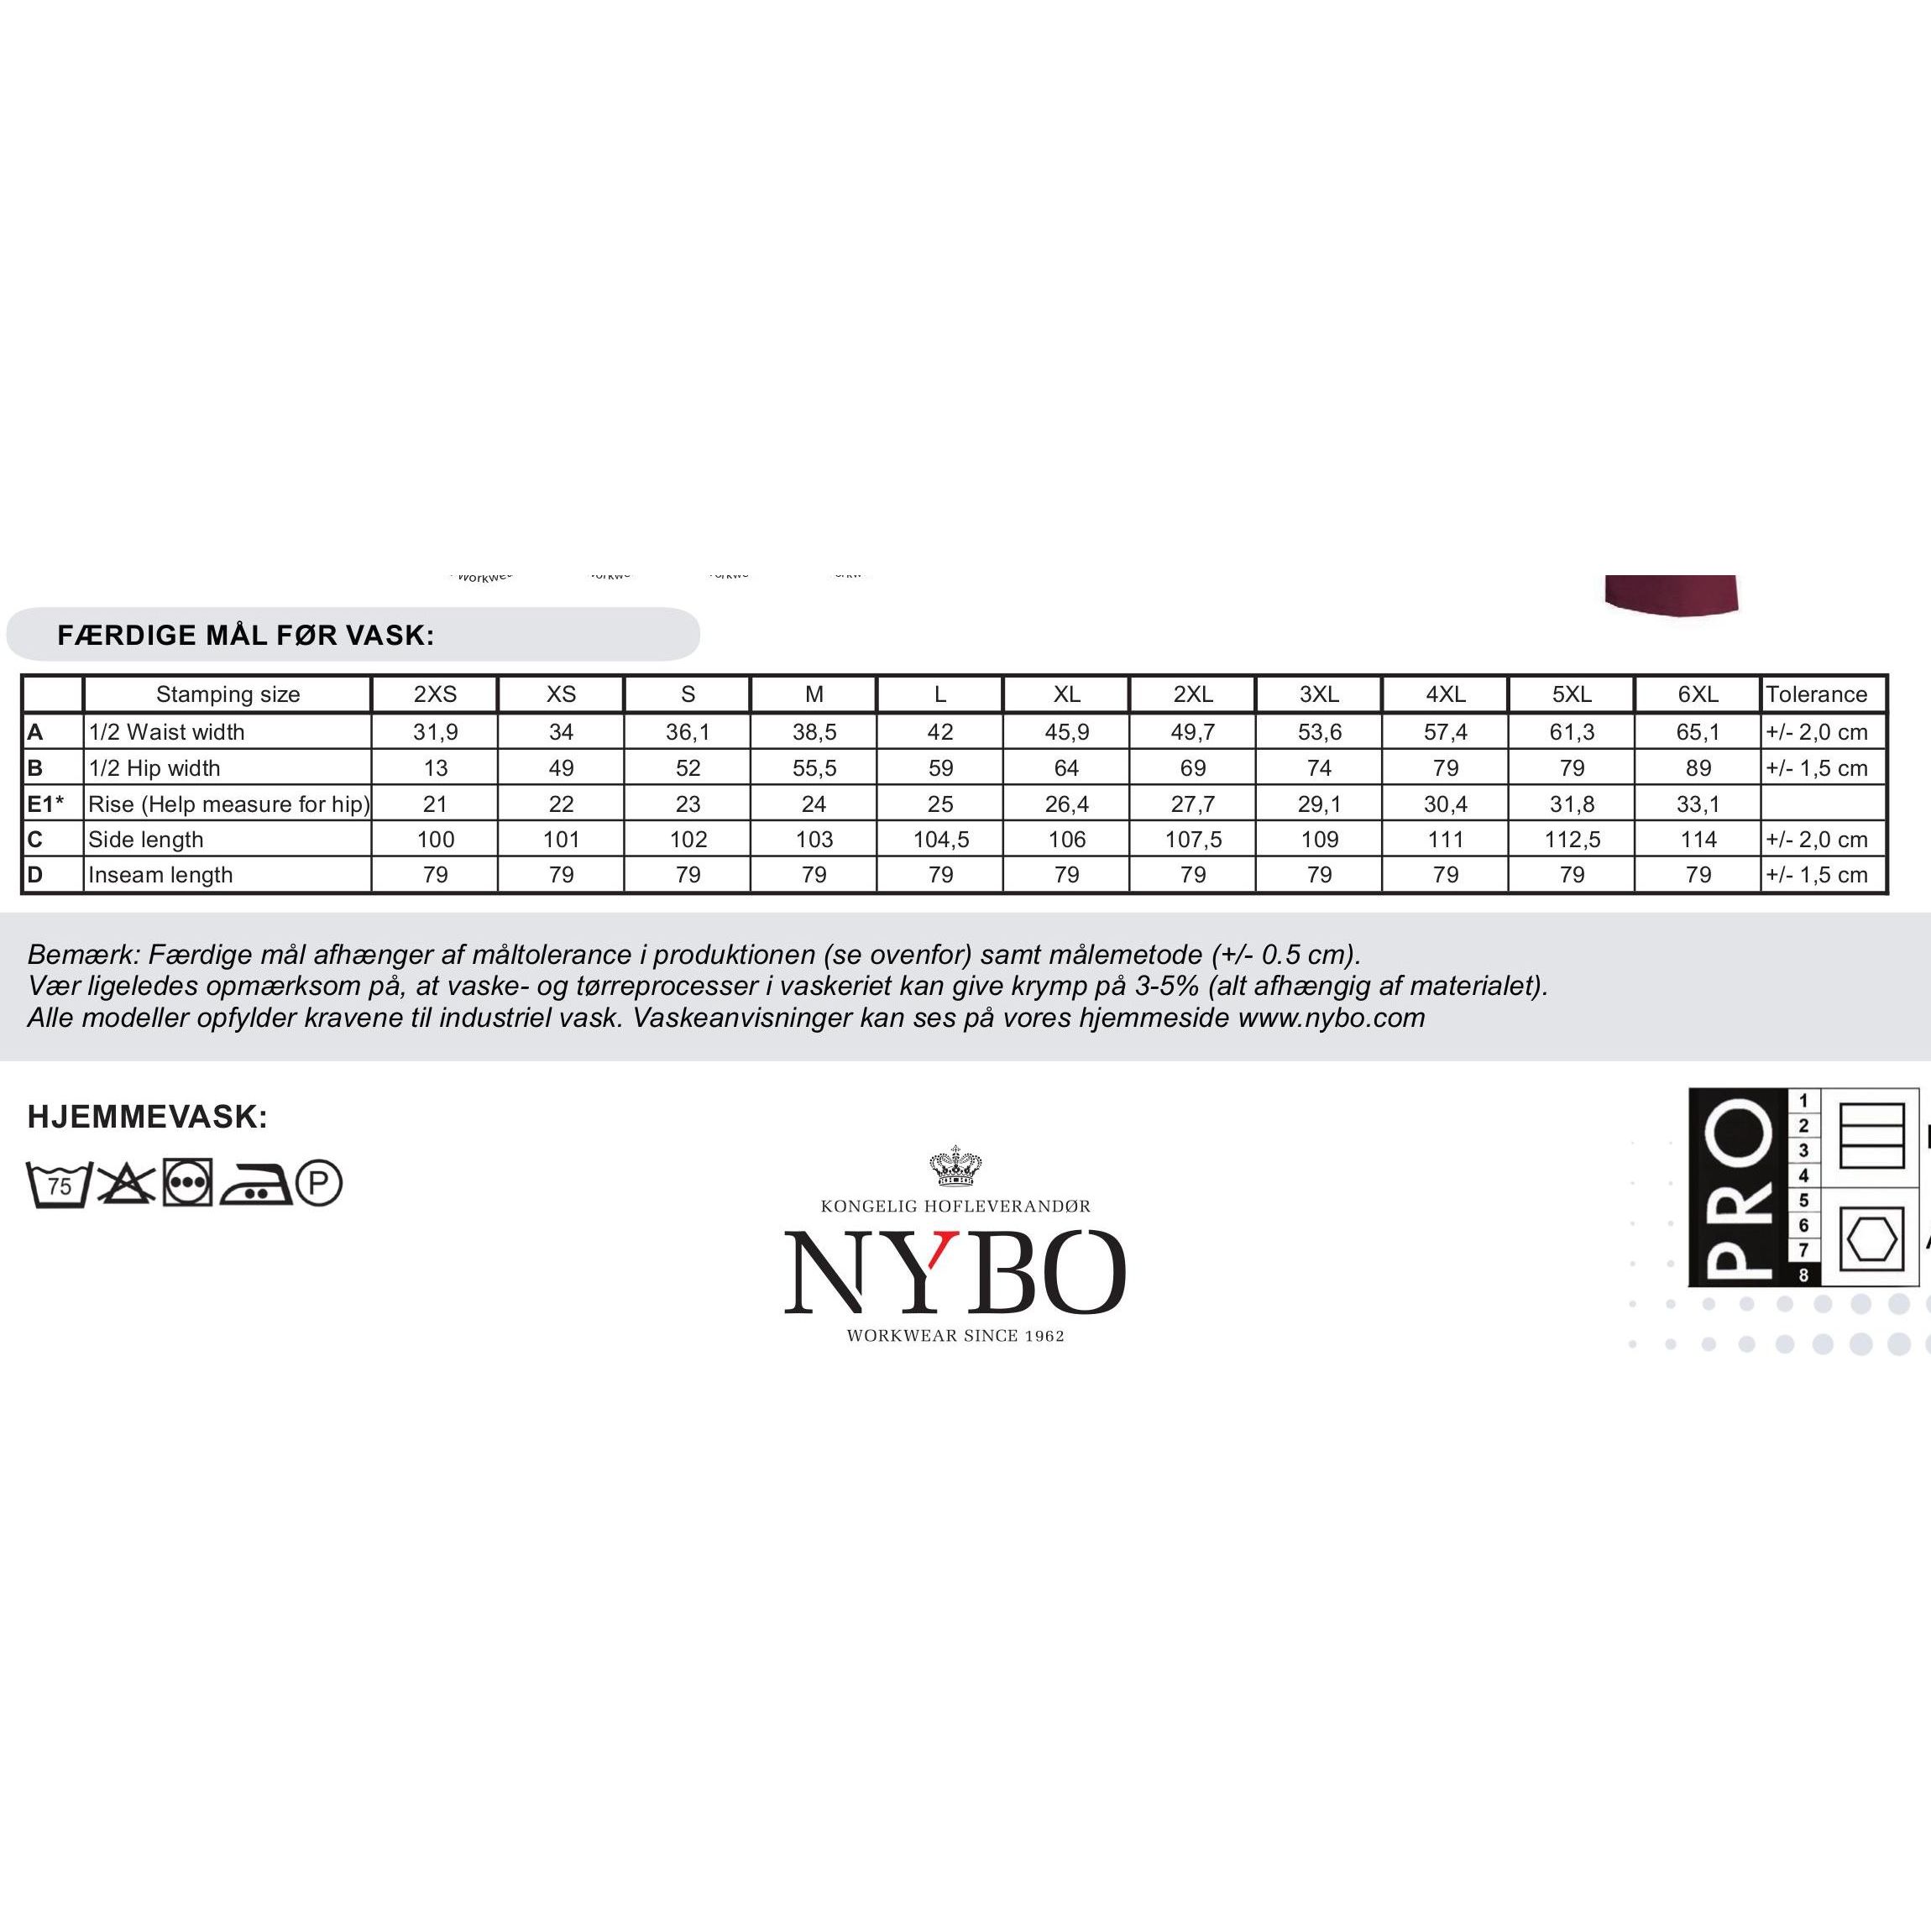 Workwe
FÆRDIGE MÅL FØR VASK:
Stamping size 2XS XS S M L XL 2XL 3XL 4XL 5XL 6XL Tolerance
A 1/2 Waist width 31,9 34 36,1 38,5 42 45,9 49,7 53,6 57,4 61,3 65,1 +/- 2,0 cm
B 1/2 Hip width 13 49 52 55,5 59 64 69 74 79 79 89 +/- 1,5 cm
E1* Rise (Help measure for hip) 21 22 23 24 25 26,4 27,7 29,1 30,4 31,8 33,1
C Side length 100 101 102 103 104,5 106 107,5 109 111 112,5 114 +/- 2,0 cm
D Inseam length 79 79 79 79 79 79 79 79 79 79 79 +/- 1,5 cm
Bemærk: Færdige mål afhænger af måltolerance i produktionen (se ovenfor) samt målemetode (+/- 0.5 cm).
Vær ligeledes opmærksom på, at vaske- og tørreprocesser i vaskeriet kan give krymp på 3-5% (alt afhængig af materialet).
Alle modeller opfylder kravene til industriel vask. Vaskeanvisninger kan ses på vores hjemmeside www.nybo.com
HJEMMEVASK:
75 P
KONGELIG HOFLEVERANDØR
NYBO
WORKWEAR SINCE 1962
PRO
1
2
3
4
5
6
7
8